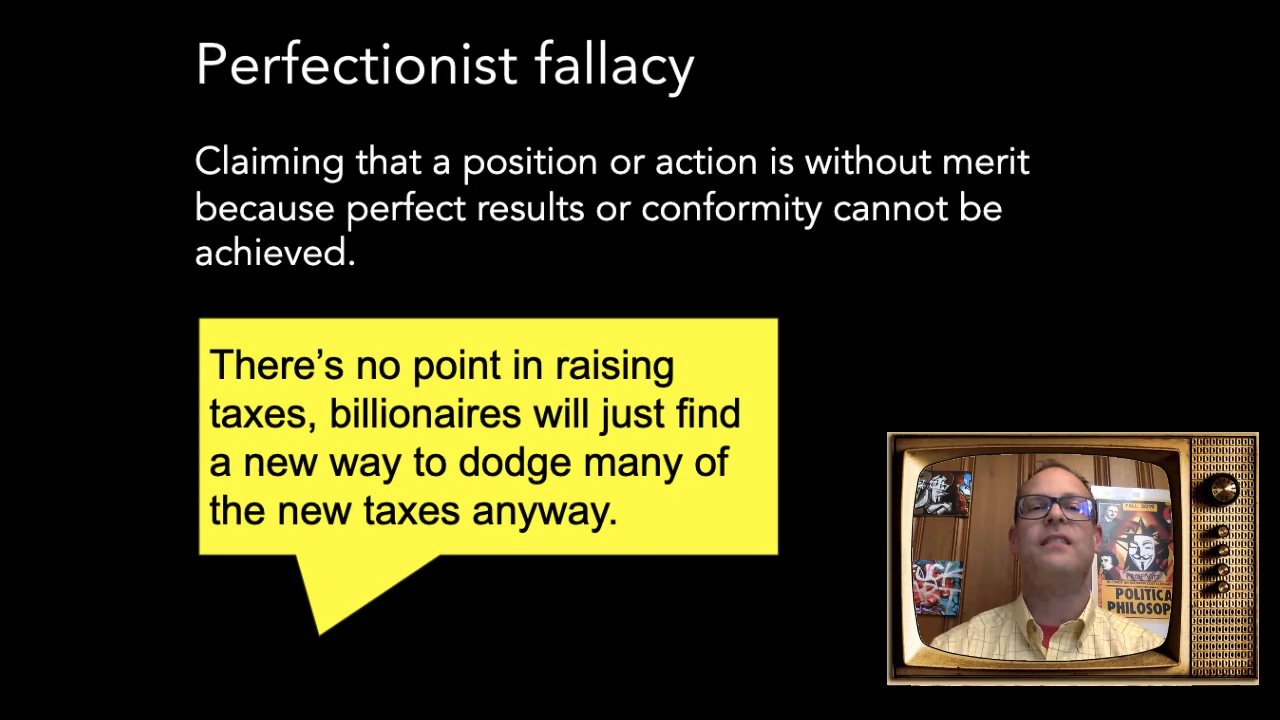 Perfectionist fallacy
Claiming that a position or action is without merit
because perfect results or conformity cannot be
achieved.
There’s no point in raising
taxes, billionaires will just find
a new way to dodge many of
the new taxes anyway.
FALL 2019
POLITICA
PHILOSOP